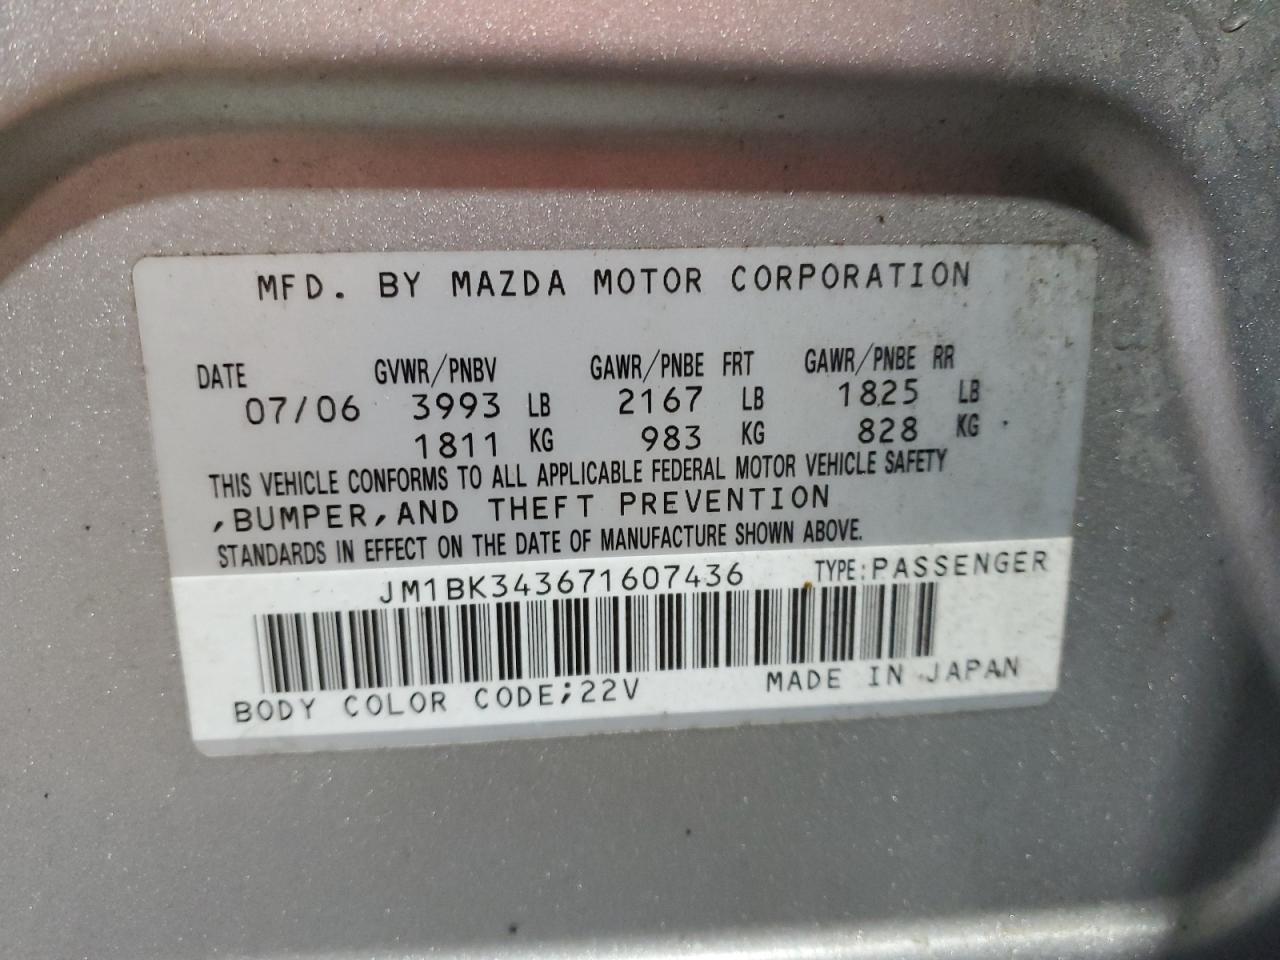 MFD. BY MAZDA MOTOR CORPORATION
DATE GVWR/PNBV GAWR/PNBE FRT GAWR/PNBE RR
07/06 3993 LB 2167 LB 1825 LB
1811 KG 983 KG 828 KG
THIS VEHICLE CONFORMS TO ALL APPLICABLE FEDERAL MOTOR VEHICLE SAFETY
,BUMPER,AND THEFT PREVENTION
STANDARDS IN EFFECT ON THE DATE OF MANUFACTURE SHOWN ABOVE.
JM1BK343671607436 TYPE:PASSENGER
BODY COLOR CODE;22V MADE IN JAPAN